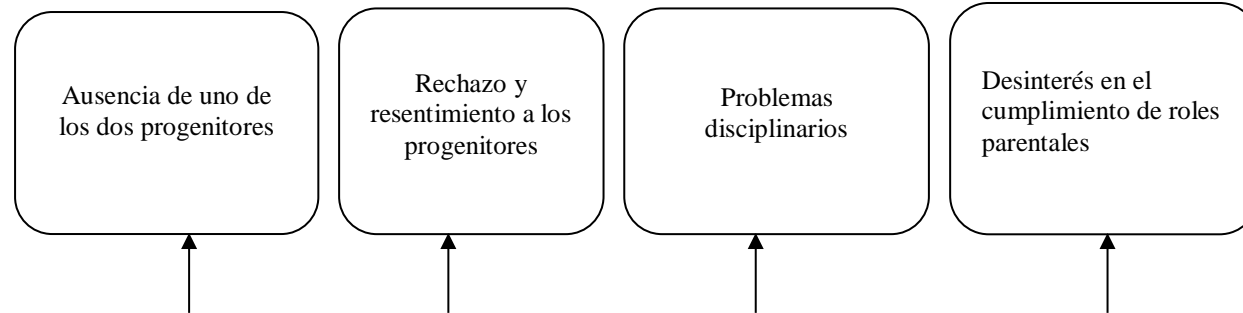 Ausencia de uno de
los dos progenitores
Rechazo y
resentimiento a los
progenitores
Problemas
disciplinarios
Desinterés en el
cumplimiento de roles
parentales